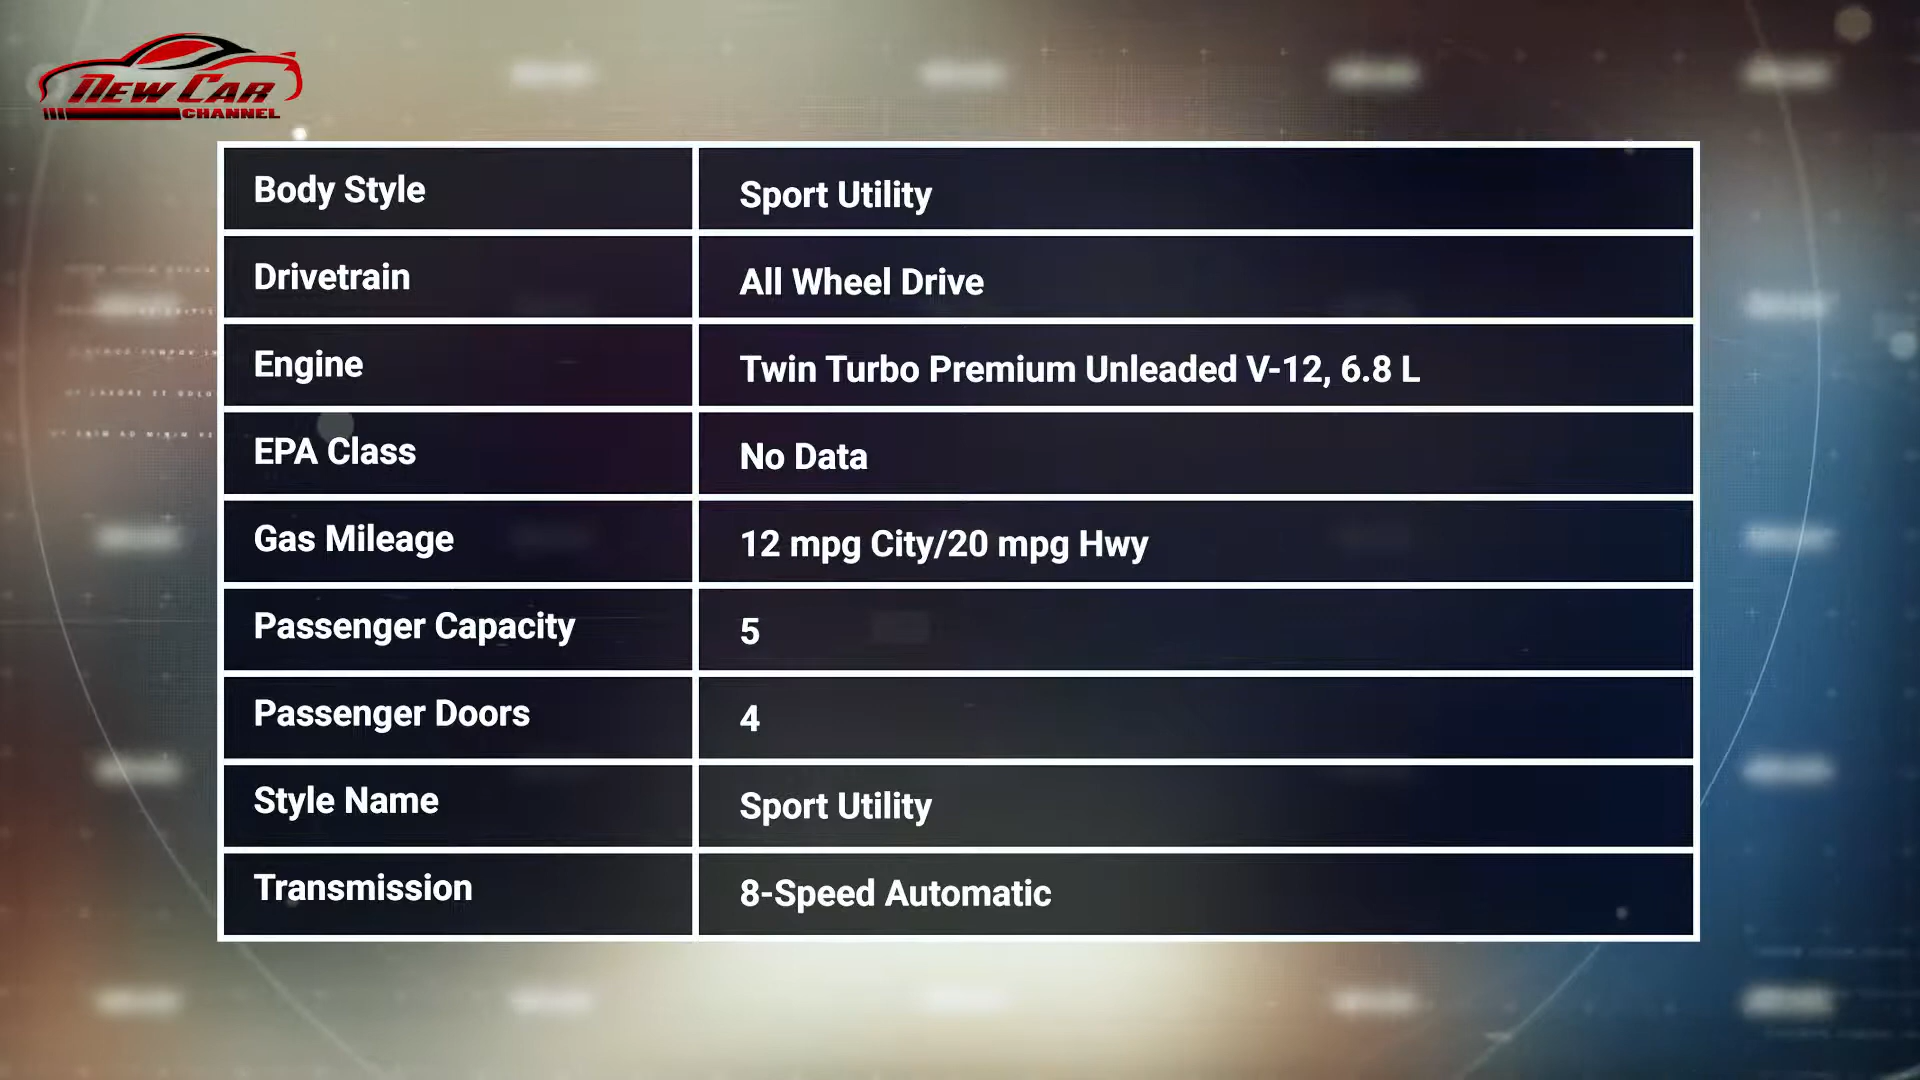 NEW CAR
CHANNEL
Body Style
Sport Utility
Drivetrain
All Wheel Drive
Engine
Twin Turbo Premium Unleaded V-12, 6.8 L
EPA Class
No Data
Gas Mileage
12 mpg City/20 mpg Hwy
Passenger Capacity
5
Passenger Doors
4
Style Name
Sport Utility
Transmission
8-Speed Automatic